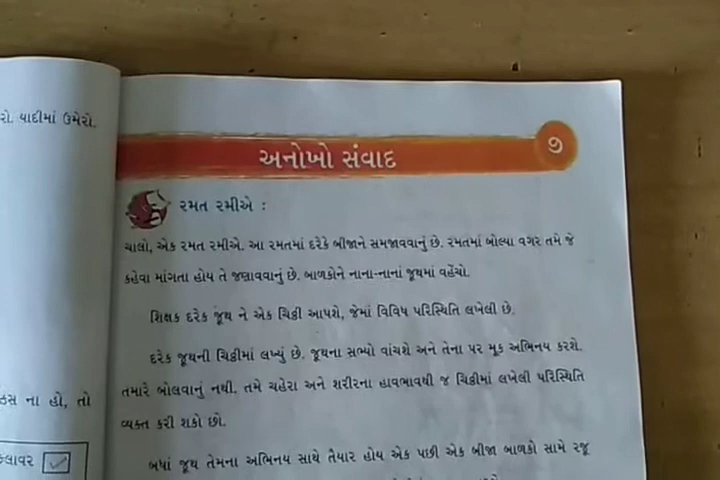 રો. યાદીમાં ઉમેરો.
અનોખો સંવાદ
૭
રમત રમીએ :
ચાલો, એક રમત રમીએ. આ રમતમાં દરેકે બીજાને સમજાવવાનું છે. રમતમાં બોલ્યા વગર તમે જે
કહેવા માંગતા હોય તે જણાવવાનું છે. બાળકોને નાના-નાનાં જૂથમાં વહેંચો.
શિક્ષક દરેક જૂથ ને એક ચિઠ્ઠી આપશે, જેમાં વિવિધ પરિસ્થિતિ લખેલી છે.
દરેક જૂથની ચિઠ્ઠીમાં લખ્યું છે. જૂથના સભ્યો વાંચશે અને તેના પર મૂક અભિનય કરશે.
તમારે બોલવાનું નથી. તમે ચહેરા અને શરીરના હાવભાવથી જ ચિઠ્ઠીમાં લખેલી પરિસ્થિતિ
વ્યક્ત કરી શકો છો.
બધાં જૂથ તેમના અભિનય સાથે તૈયાર હોય એક પાછી એક બીજા બાળકો સામે રજૂ
ના હો, તો